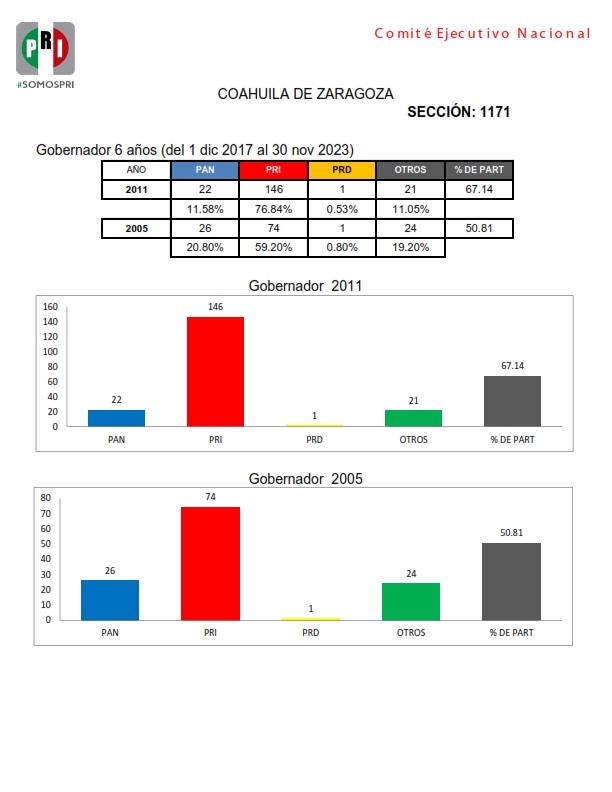 Comité Ejecutivo Nacional
PRI
#SOMOSPRI
COAHUILA DE ZARAGOZA
SECCIÓN: 1171
Gobernador 6 años (del 1 dic 2017 al 30 nov 2023)
AÑO PAN PRI PRD OTROS % DE PART
2011 22 146 1 21 67.14
11.58% 76.84% 0.53% 11.05%
2005 26 74 1 24 50.81
20.80% 59.20% 0.80% 19.20%
Gobernador 2011
160
140
120
100
80
60
40
20
0
22 146 1 21 67.14
PAN PRI PRD OTROS % DE PART
Gobernador 2005
80
70
60
50
40
30
20
10
0
26 74 1 24 50.81
PAN PRI PRD OTROS % DE PART